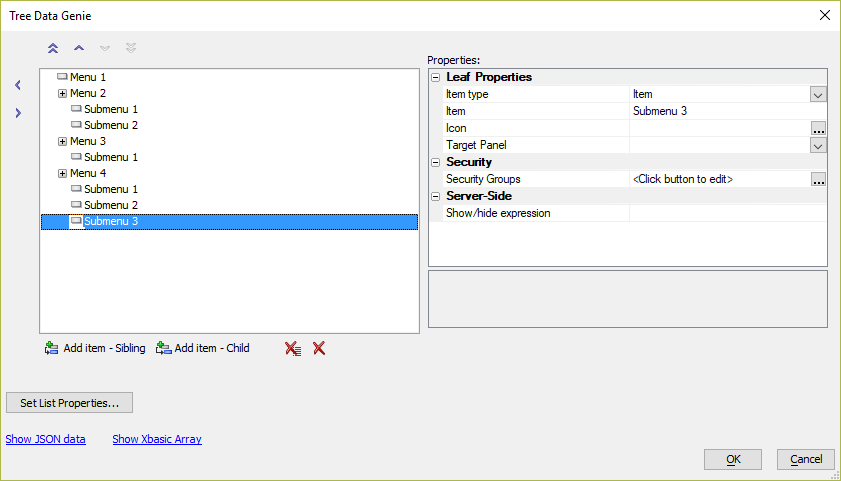 Tree Data Genie
Menu 1
Menu 2
Submenu 1
Submenu 2
Menu 3
Submenu 1
Menu 4
Submenu 1
Submenu 2
Submenu 3
Add item - Sibling
Add item - Child
Properties:
Leaf Properties
Item type Item
Item Submenu 3
Icon ...
Target Panel
Security
Security Groups <Click button to edit> ...
Server-Side
Show/hide expression
Set List Properties...
Show JSON data
Show Xbasic Array
OK
Cancel